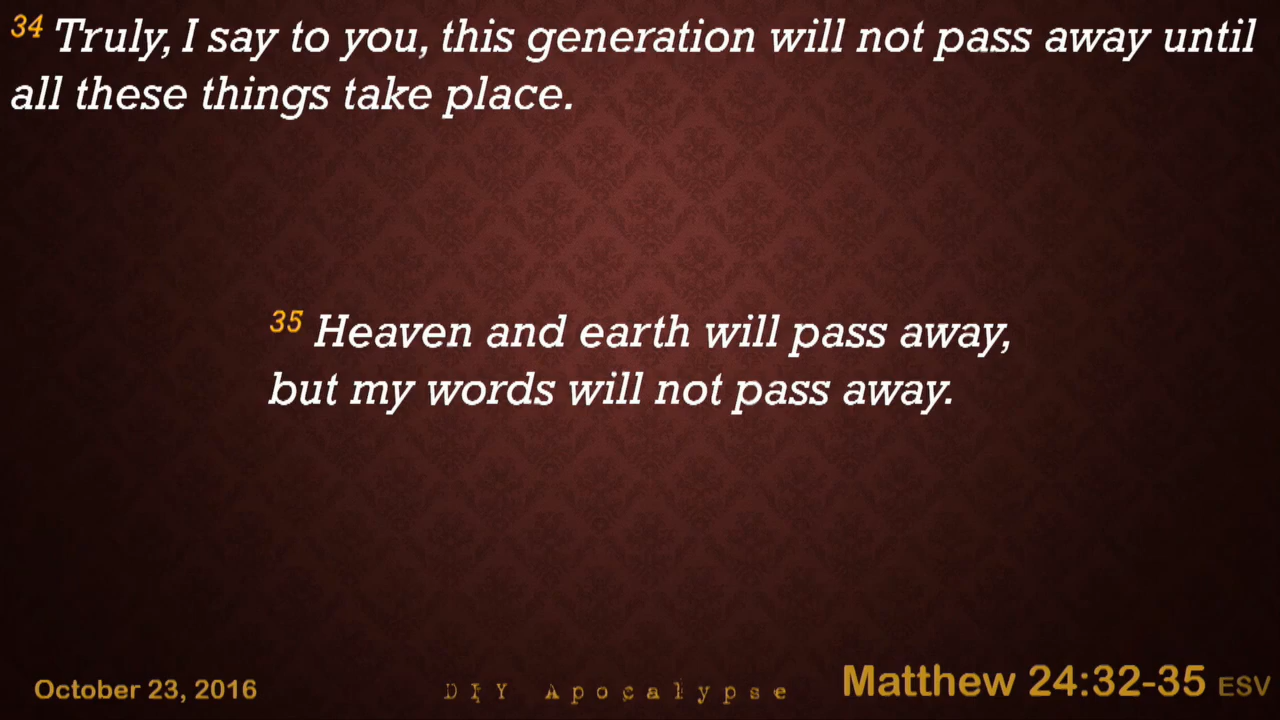 34 Truly, I say to you, this generation will not pass away until
all these things take place.
35 Heaven and earth will pass away,
but my words will not pass away.
October 23, 2016
DIY Apocalypse
Matthew 24:32-35 ESV